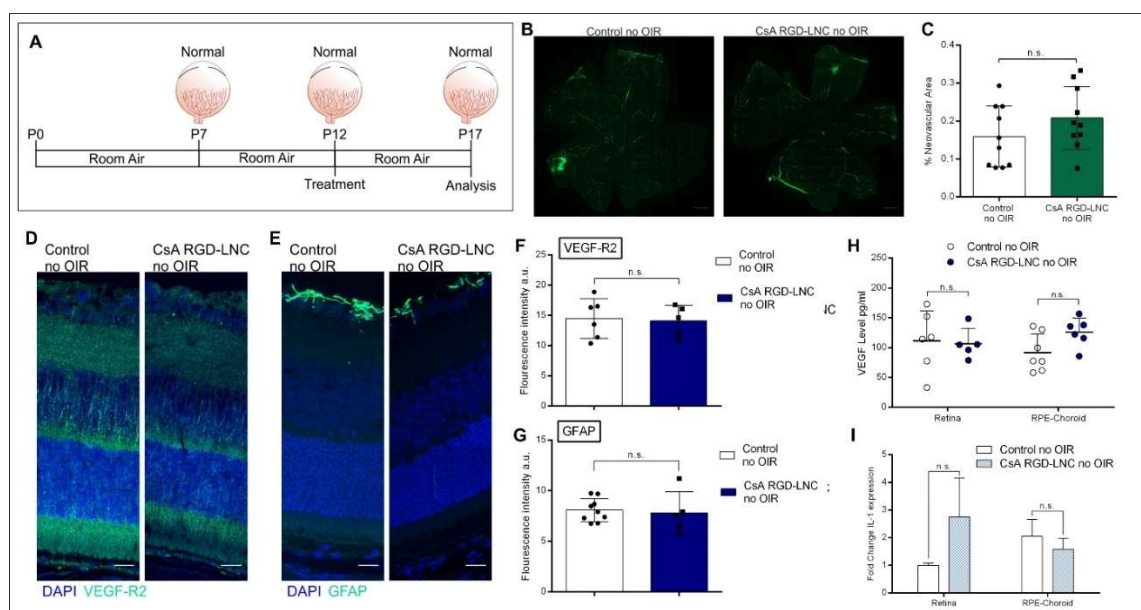 A
Normal
Normal
Normal
P0
P7
P12
P17
Room Air
Room Air
Room Air
Treatment
Analysis
B
Control no OIR
CsA RGD-LNC no OIR
C
n.s.
% Neovascular Area
0.4
0.3
0.2
0.1
0.0
Control
no OIR
CsA RGD-LNC
no OIR
D
Control
no OIR
CsA RGD-LNC
no OIR
DAPI VEGF-R2
E
Control
no OIR
CsA RGD-LNC
no OIR
DAPI GFAP
F
VEGF-R2
n.s.
Flourescence intensity a.u.
20
15
10
5
0
Control
no OIR
CsA RGD-LNC
no OIR
NC
G
GFAP
n.s.
Flourescence intensity a.u.
15
10
5
0
Control
no OIR
CsA RGD-LNC ;
no OIR
H
Control no OIR
CsA RGD-LNC no OIR
VEGF Level pg/ml
250
200
150
100
50
0
n.s.
n.s.
Retina
RPE-Choroid
I
Control no OIR
CsA RGD-LNC no OIR
Fold Change IL-1 expression
5
4
3
2
1
0
n.s.
n.s.
Retina
RPE-Choroid